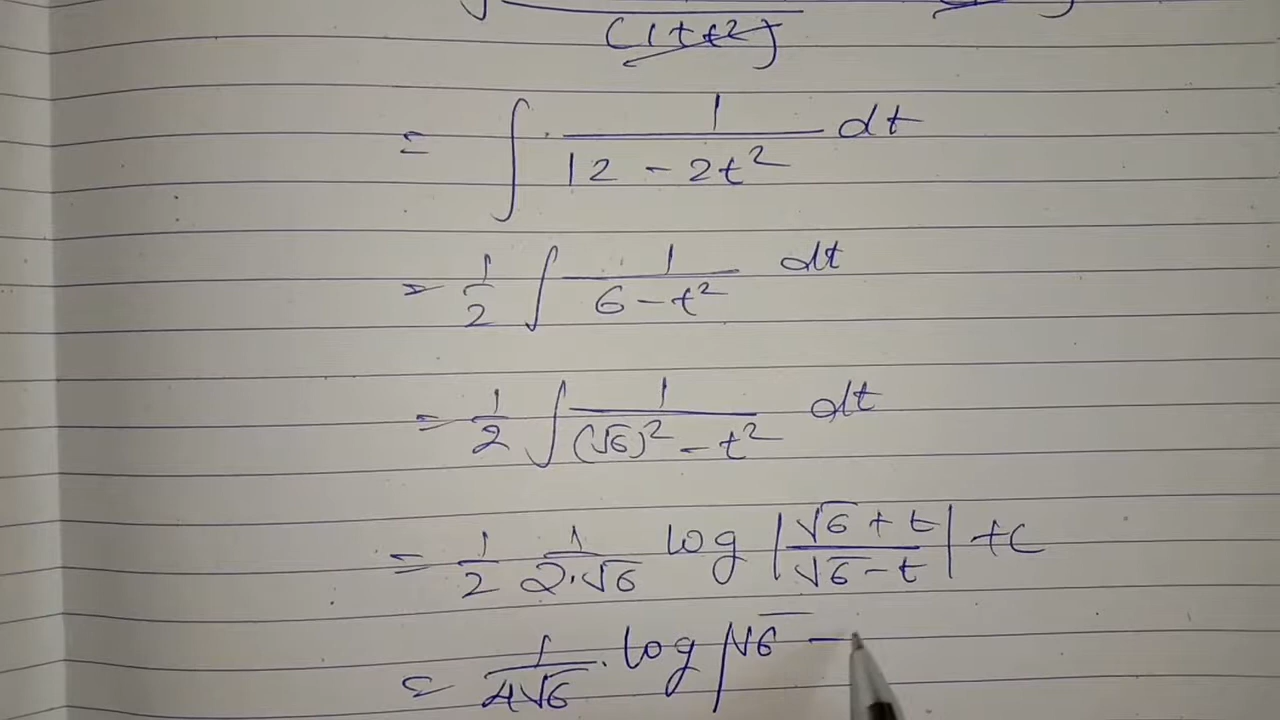 (1+t²)
= ∫ 1/(12 - 2t²) dt
= 1/2 ∫ 1/(6 - t²) dt
= 1/2 ∫ 1/((√6)² - t²) dt
= 1/2 1/(2·√6) log |(√6 + t)/(√6 - t)| + c
= 1/(4√6) · log |√6 -